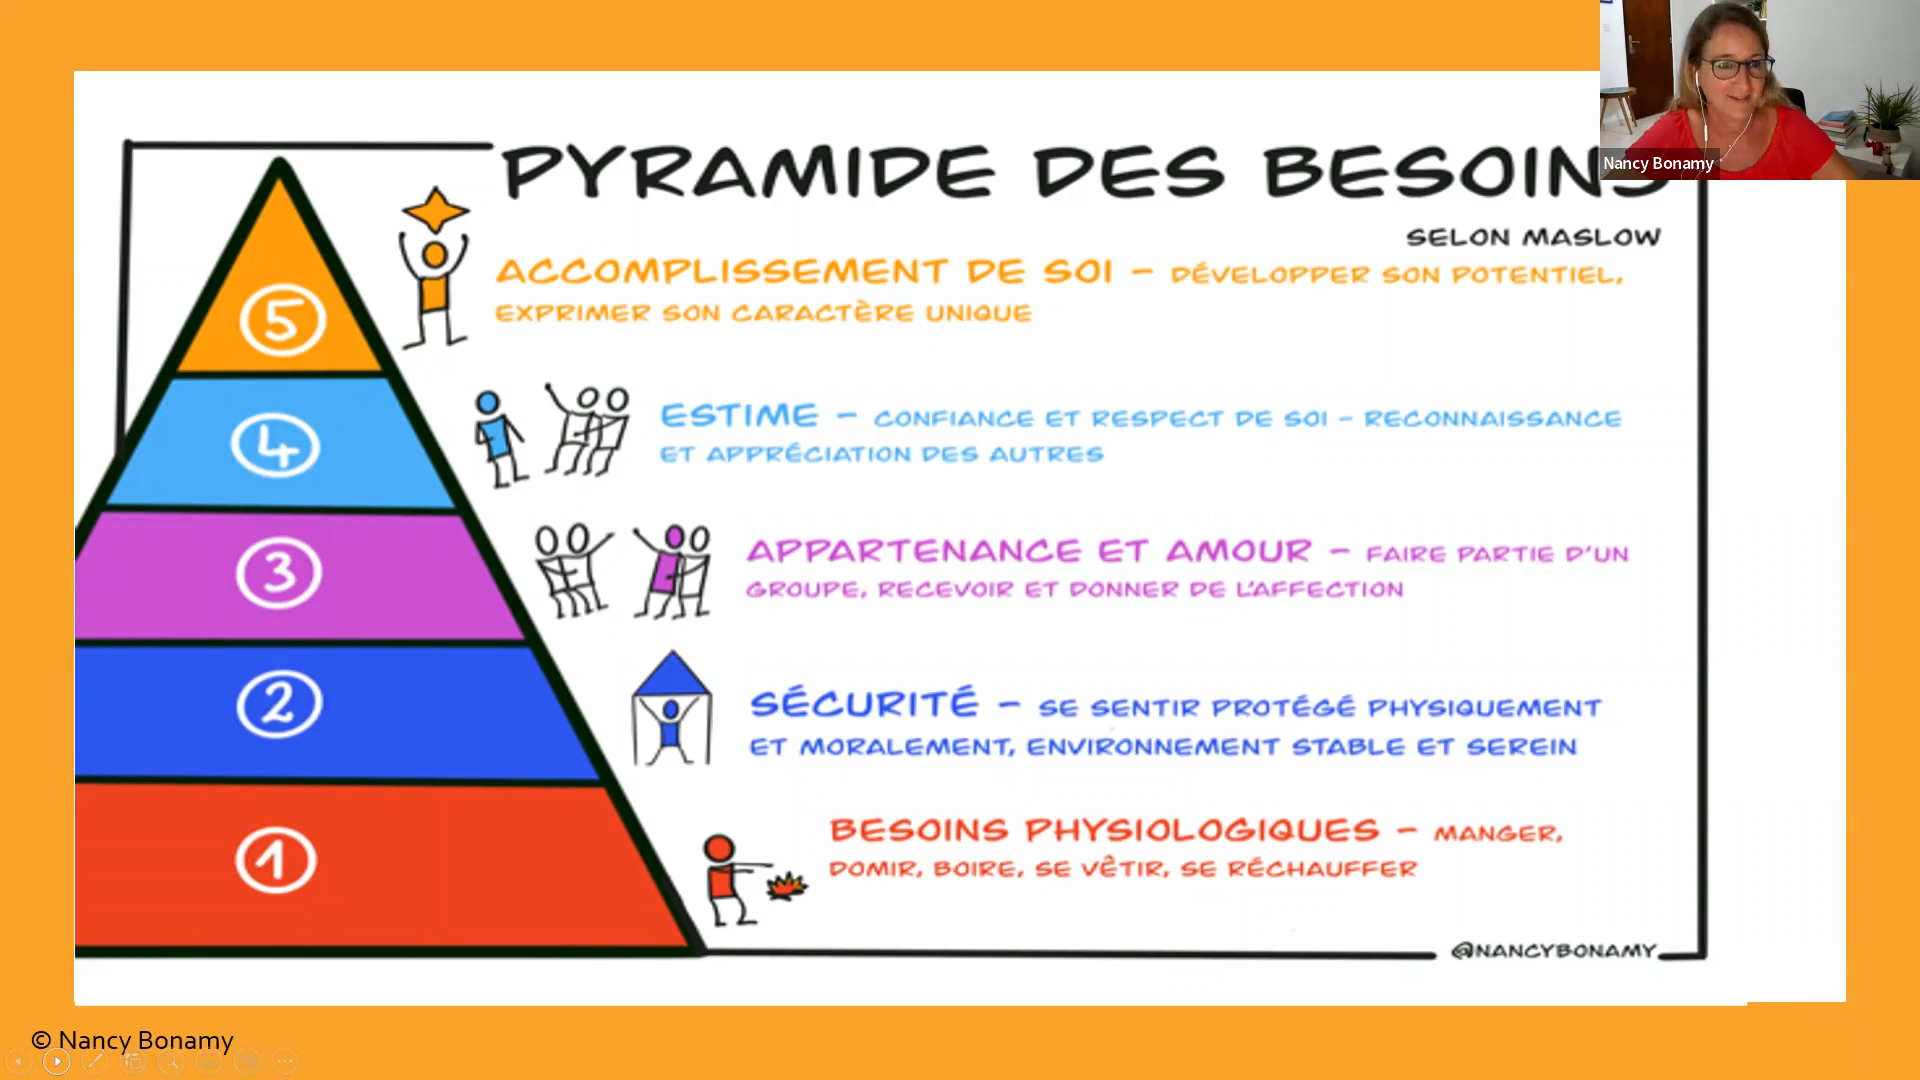 PYRAMIDE DES BESOINS
SELON MASLOW
5
ACCOMPLISSEMENT DE SOI – DÉVELOPPER SON POTENTIEL,
EXPRIMER SON CARACTÈRE UNIQUE
4
ESTIME – CONFIANCE ET RESPECT DE SOI – RECONNAISSANCE
ET APPRÉCIATION DES AUTRES
3
APPARTENANCE ET AMOUR – FAIRE PARTIE D'UN
GROUPE, RECEVOIR ET DONNER DE L'AFFECTION
2
SÉCURITÉ – SE SENTIR PROTÉGÉ PHYSIQUEMENT
ET MORALEMENT, ENVIRONNEMENT STABLE ET SEREIN
1
BESOINS PHYSIOLOGIQUES – MANGER,
DOMIR, BOIRE, SE VÊTIR, SE RÉCHAUFFER
@NANCYBONAMY
© Nancy Bonamy
Nancy Bonamy